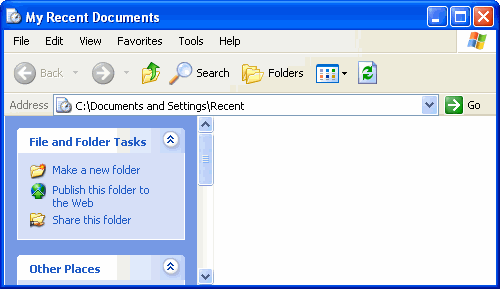 My Recent Documents
File Edit View Favorites Tools Help
Back Search Folders
Address C:\Documents and Settings\Recent Go
File and Folder Tasks
Make a new folder
Publish this folder to
the Web
Share this folder
Other Places